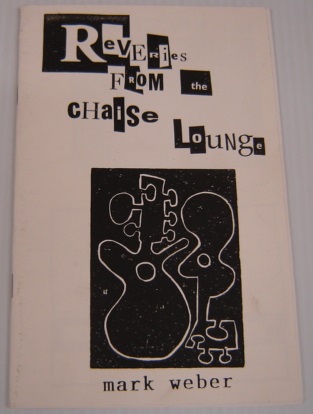 ReVeRies
FRoM the
cHaiSe
LoUNge
mark weber